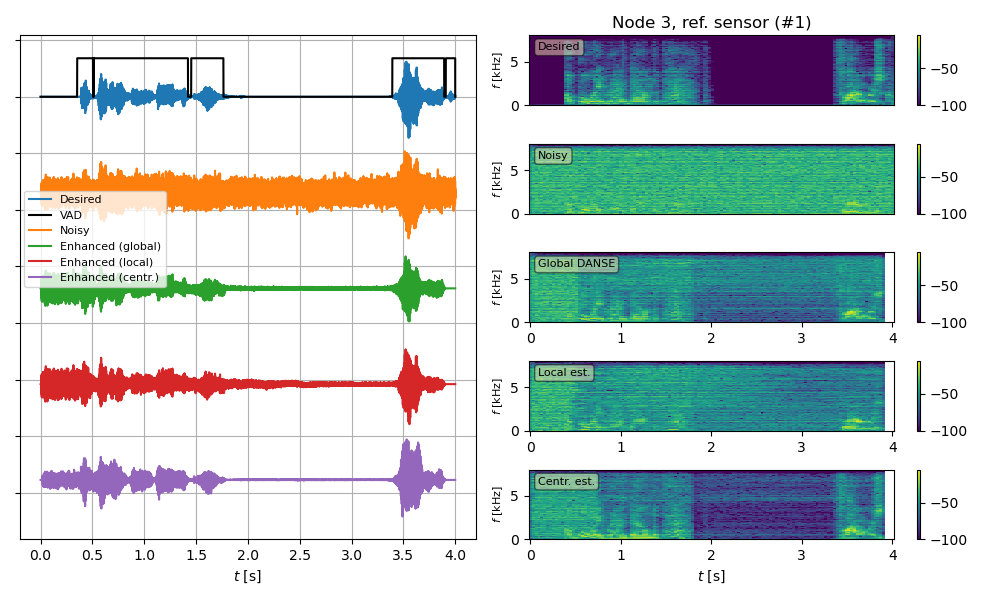 Node 3, ref. sensor (#1)
Desired
VAD
Noisy
Enhanced (global)
Enhanced (local)
Enhanced (centr.)
0.0 0.5 1.0 1.5 2.0 2.5 3.0 3.5 4.0
t [s]
Desired
f [kHz]
5
0
−50
−100
Noisy
f [kHz]
5
0
−50
−100
Global DANSE
f [kHz]
5
0
0 1 2 3 4
−50
−100
Local est.
f [kHz]
5
0
0 1 2 3 4
−50
−100
Centr. est.
f [kHz]
5
0
0 1 2 3 4
−50
−100
t [s]